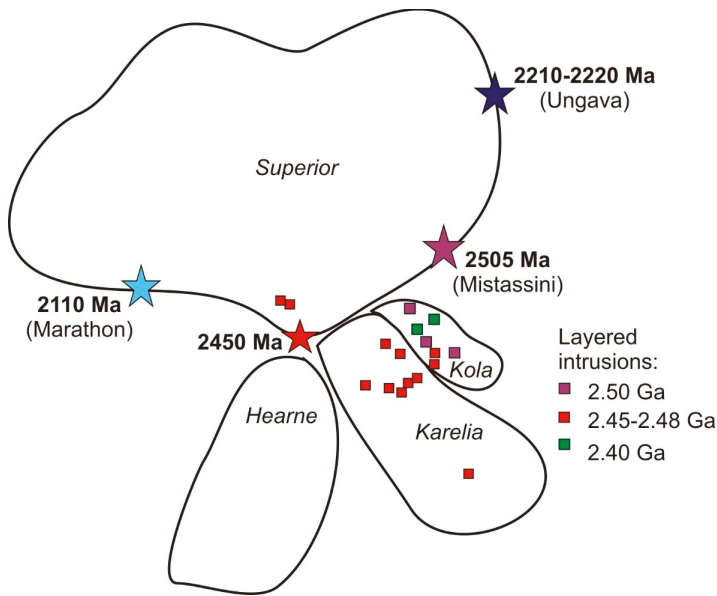 2210-2220 Ma
(Ungava)
Superior
2505 Ma
(Mistassini)
2110 Ma
(Marathon)
2450 Ma
Layered
intrusions:
Kola
2.50 Ga
Hearne
Karelia
2.45-2.48 Ga
2.40 Ga